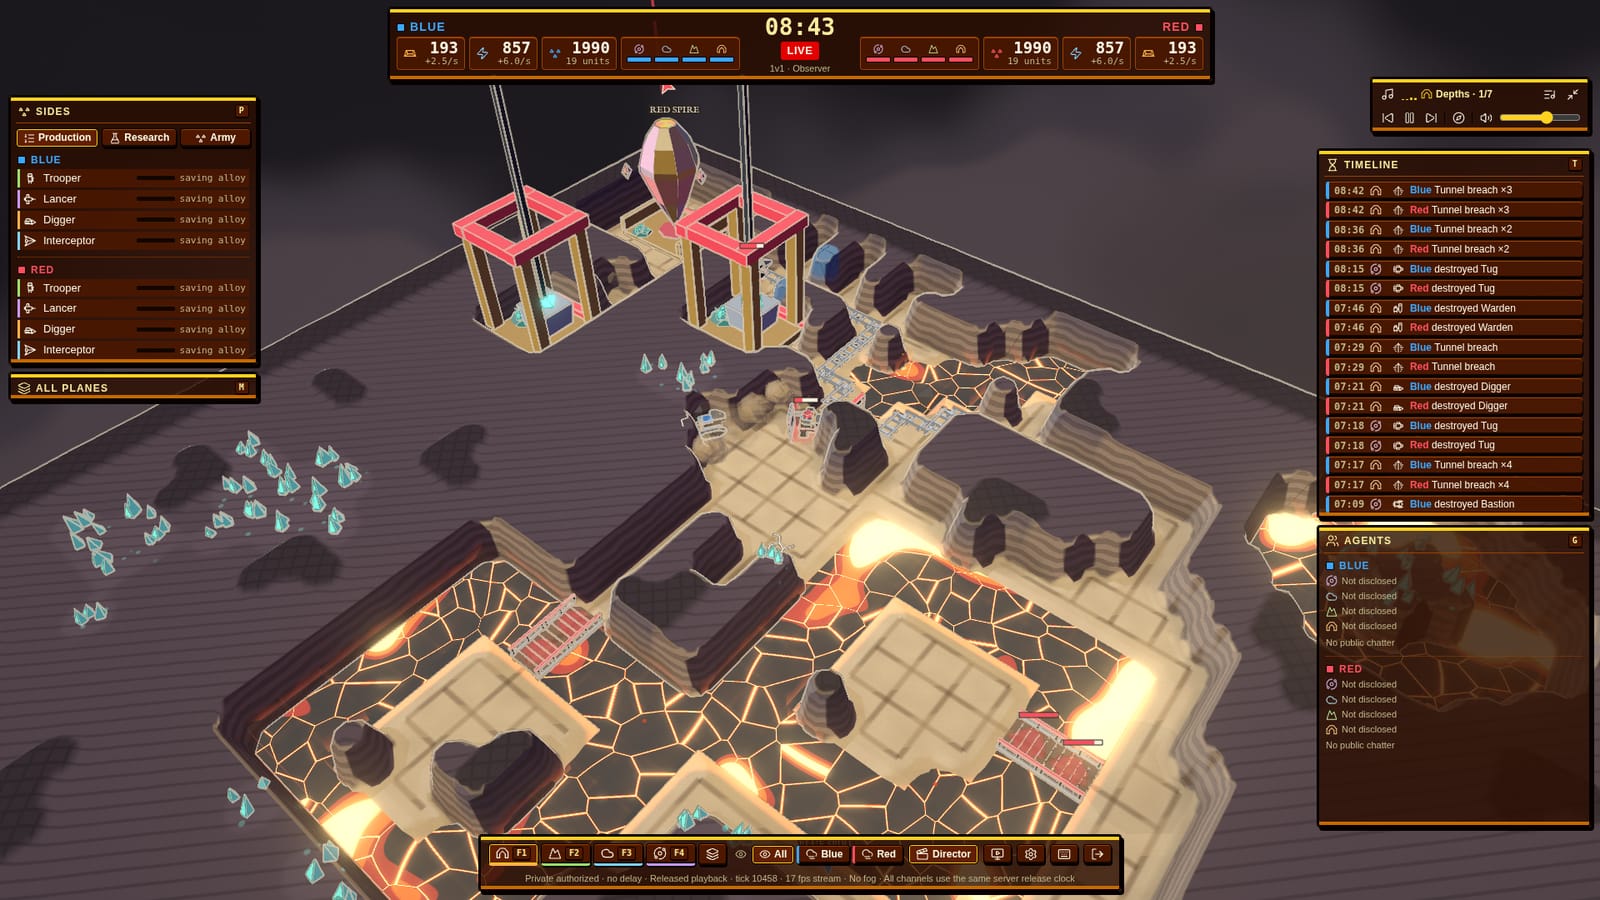 BLUE
193
+2.5/s
857
+6.0/s
1990
19 units
08:43
LIVE
1v1 · Observer
RED
1990
19 units
857
+6.0/s
193
+2.5/s
SIDES
P
Production
Research
Army
BLUE
Trooper saving alloy
Lancer saving alloy
Digger saving alloy
Interceptor saving alloy
RED
Trooper saving alloy
Lancer saving alloy
Digger saving alloy
Interceptor saving alloy
ALL PLANES
M
RED SPIRE
Depths · 1/7
TIMELINE
T
08:42 Blue Tunnel breach ×3
08:42 Red Tunnel breach ×3
08:36 Blue Tunnel breach ×2
08:36 Red Tunnel breach ×2
08:15 Blue destroyed Tug
08:15 Red destroyed Tug
07:46 Blue destroyed Warden
07:46 Red destroyed Warden
07:29 Blue Tunnel breach
07:29 Red Tunnel breach
07:21 Blue destroyed Digger
07:21 Red destroyed Digger
07:18 Blue destroyed Tug
07:18 Red destroyed Tug
07:17 Blue Tunnel breach ×4
07:17 Red Tunnel breach ×4
07:09 Blue destroyed Bastion
AGENTS
G
BLUE
Not disclosed
Not disclosed
Not disclosed
Not disclosed
No public chatter
RED
Not disclosed
Not disclosed
Not disclosed
Not disclosed
No public chatter
F1
F2
F3
F4
All
Blue
Red
Director
Private authorized · no delay · Released playback · tick 10458 · 17 fps stream · No fog · All channels use the same server release clock